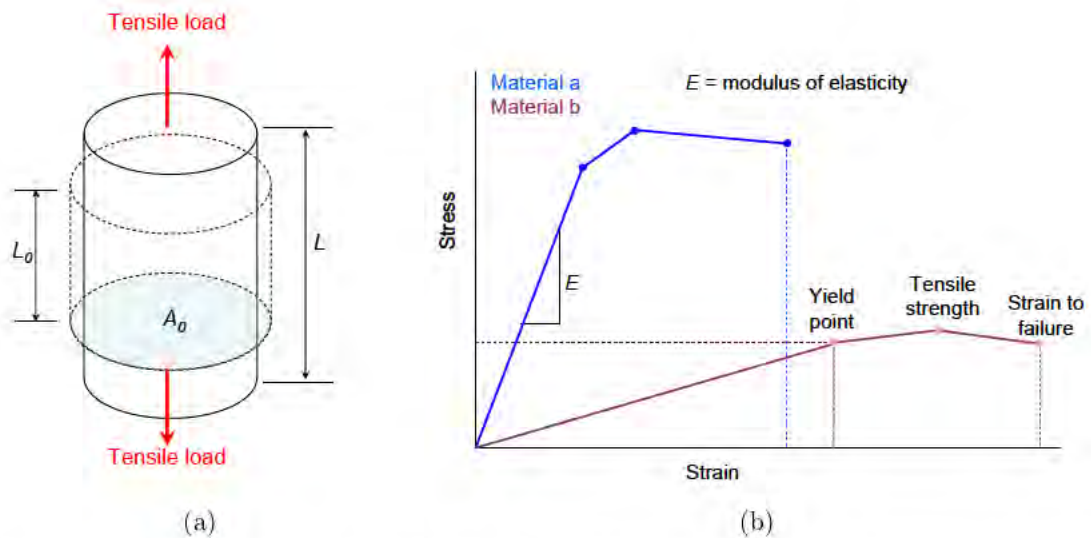 Tensile load
L₀
L
A₀
Tensile load
(a)
Material a
Material b
E = modulus of elasticity
Stress
E
Yield
point
Tensile
strength
Strain to
failure
Strain
(b)